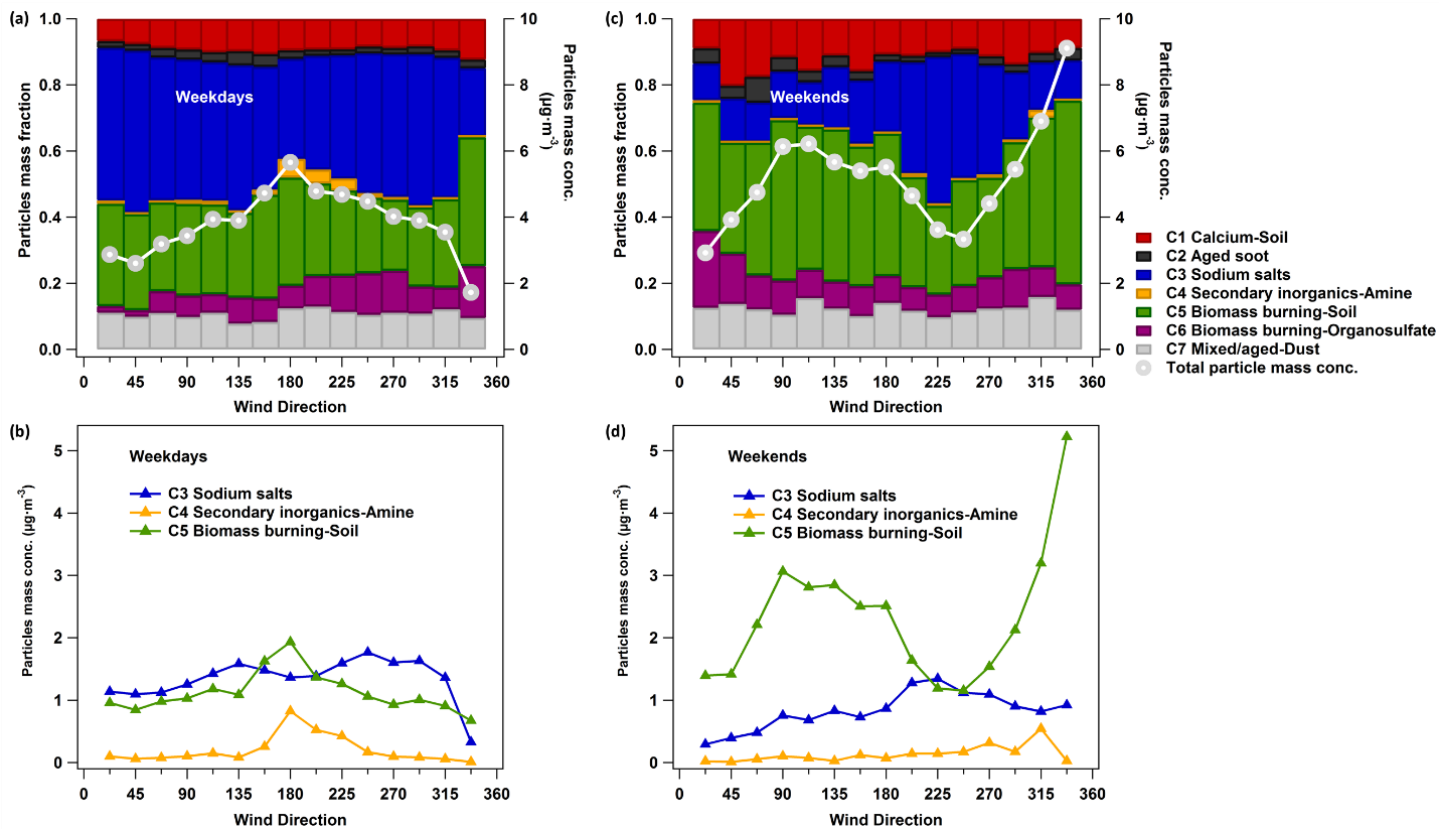 (a)
1.0
0.8
0.6
0.4
0.2
0.0
Particles mass fraction
Weekdays
10
8
6
4
2
0
Particles mass conc.
(µg·m⁻³)
0 45 90 135 180 225 270 315 360
Wind Direction
(c)
1.0
0.8
0.6
0.4
0.2
0.0
Particles mass fraction
Weekends
10
8
6
4
2
0
Particles mass conc.
(µg·m⁻³)
0 45 90 135 180 225 270 315 360
Wind Direction
C1 Calcium-Soil
C2 Aged soot
C3 Sodium salts
C4 Secondary inorganics-Amine
C5 Biomass burning-Soil
C6 Biomass burning-Organosulfate
C7 Mixed/aged-Dust
Total particle mass conc.
(b)
5
4
3
2
1
0
Particles mass conc. (µg·m⁻³)
Weekdays
C3 Sodium salts
C4 Secondary inorganics-Amine
C5 Biomass burning-Soil
0 45 90 135 180 225 270 315 360
Wind Direction
(d)
5
4
3
2
1
0
Particles mass conc. (µg·m⁻³)
Weekends
C3 Sodium salts
C4 Secondary inorganics-Amine
C5 Biomass burning-Soil
0 45 90 135 180 225 270 315 360
Wind Direction